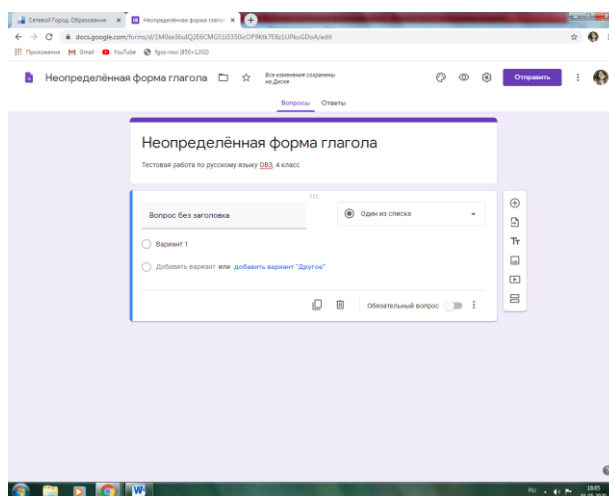 Сетевой Город. Образование
Неопределённая форма глагол
docs.google.com/forms/d/
/edit
Приложения Gmail YouTube fgos-noo (850×1202)
Неопределённая форма глагола
Все изменения сохранены
на Диске
Отправить
Вопросы Ответы
Неопределённая форма глагола
Тестовая работа по русскому языку ОВЗ, 4 класс
Вопрос без заголовка
Один из списка
Вариант 1
Добавить вариант или добавить вариант "Другое"
Обязательный вопрос
Тт
RU
18:05